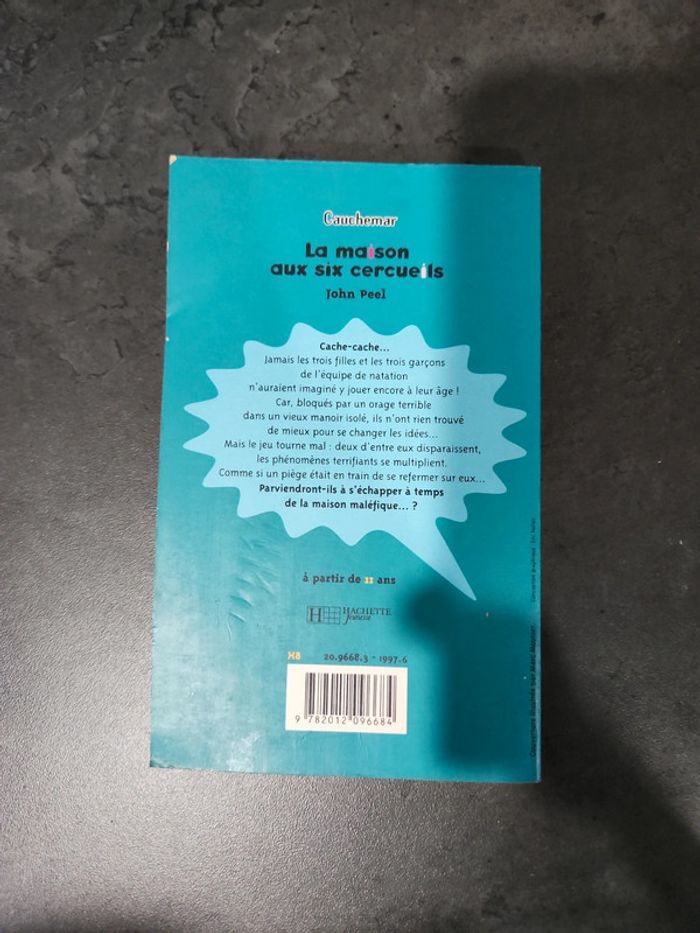 Cauchemar
La maison
aux six cercueils
John Peel
Cache-cache...
Jamais les trois filles et les trois garçons
de l'équipe de natation
n'auraient imaginé y jouer encore à leur âge !
Car, bloqués par un orage terrible
dans un vieux manoir isolé, ils n'ont rien trouvé
de mieux pour se changer les idées...
Mais le jeu tourne mal : deux d'entre eux disparaissent,
les phénomènes terrifiants se multiplient.
Comme si un piège était en train de se refermer sur eux...
Parviendront-ils à s'échapper à temps
de la maison maléfique... ?
à partir de 11 ans
H HACHETTE
Jeunesse
H8 20.9668.3 - 1997.6
9 782012 096684
Couverture illustrée par Marc